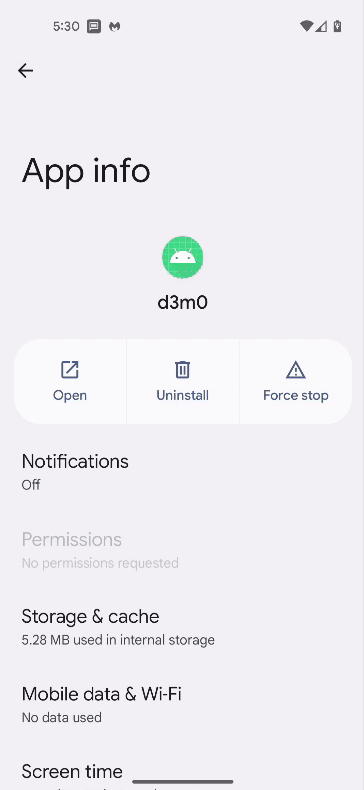 5:30
App info
d3m0
Open
Uninstall
Force stop
Notifications
Off
Permissions
No permissions requested
Storage & cache
5.28 MB used in internal storage
Mobile data & Wi-Fi
No data used
Screen time